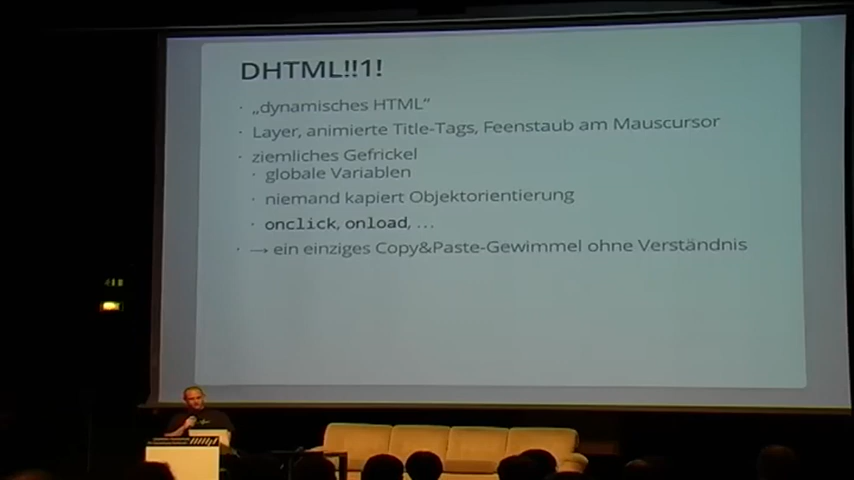 DHTML!!1!
· „dynamisches HTML“
· Layer, animierte Title-Tags, Feenstaub am Mauscursor
· ziemliches Gefrickel
· globale Variablen
· niemand kapiert Objektorientierung
· onclick, onload, …
· → ein einziges Copy&Paste-Gewimmel ohne Verständnis